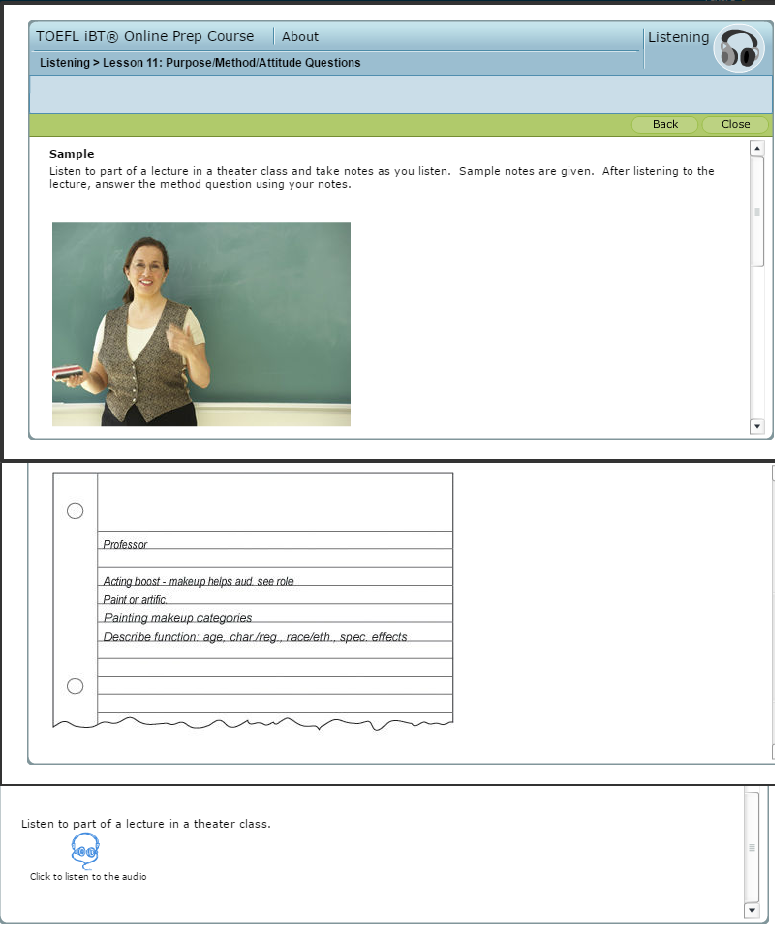 TOEFL iBT® Online Prep Course About
Listening
Listening > Lesson 11: Purpose/Method/Attitude Questions
Back Close
Sample
Listen to part of a lecture in a theater class and take notes as you listen. Sample notes are given. After listening to the
lecture, answer the method question using your notes.
Professor
Acting boost - makeup helps aud. see role
Paint or artific.
Painting makeup categories
Describe function: age, char./reg., race/eth., spec. effects
Listen to part of a lecture in a theater class.
Click to listen to the audio